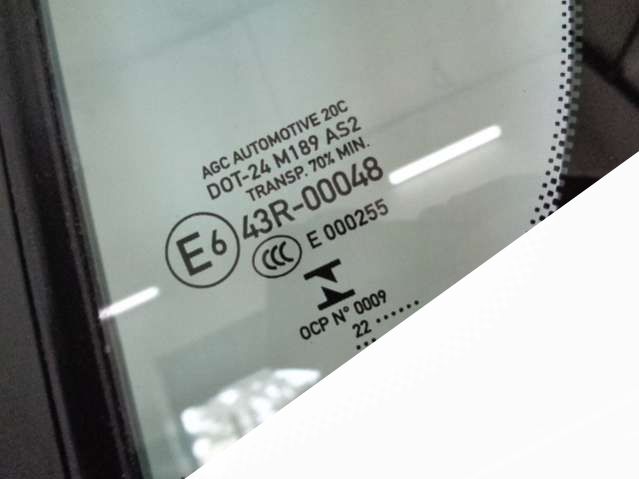 AGC AUTOMOTIVE 20C
DOT-24 M189 AS2
TRANSP. 70% MIN.
E6 43R-00048
CCC E 000255
OCP N° 0009
22 ......
...